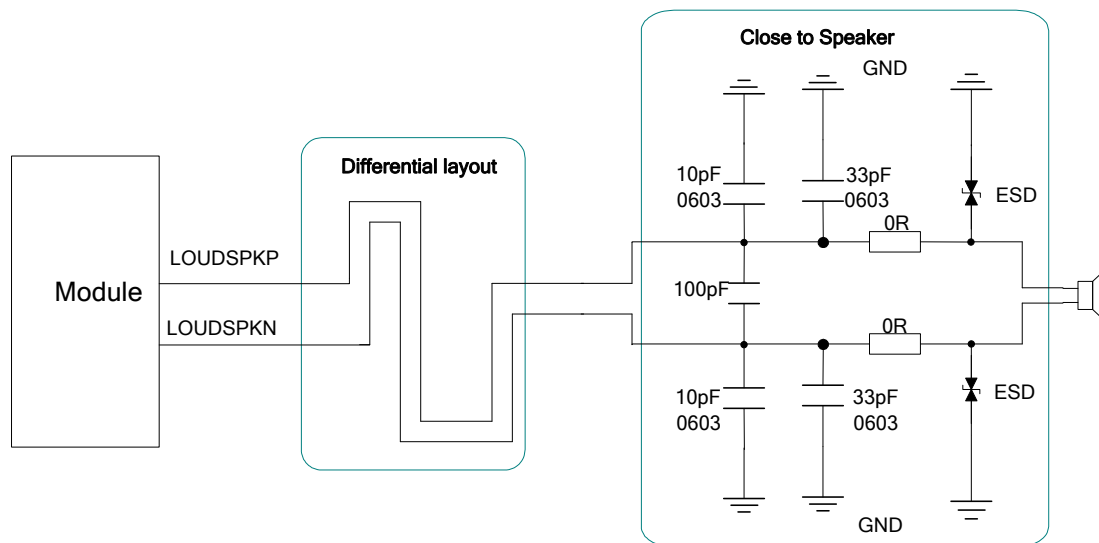 Close to Speaker
GND
Differential layout
10pF
0603
33pF
0603
ESD
0R
LOUDSPKP
Module
100pF
LOUDSPKN
0R
10pF
0603
33pF
0603
ESD
GND